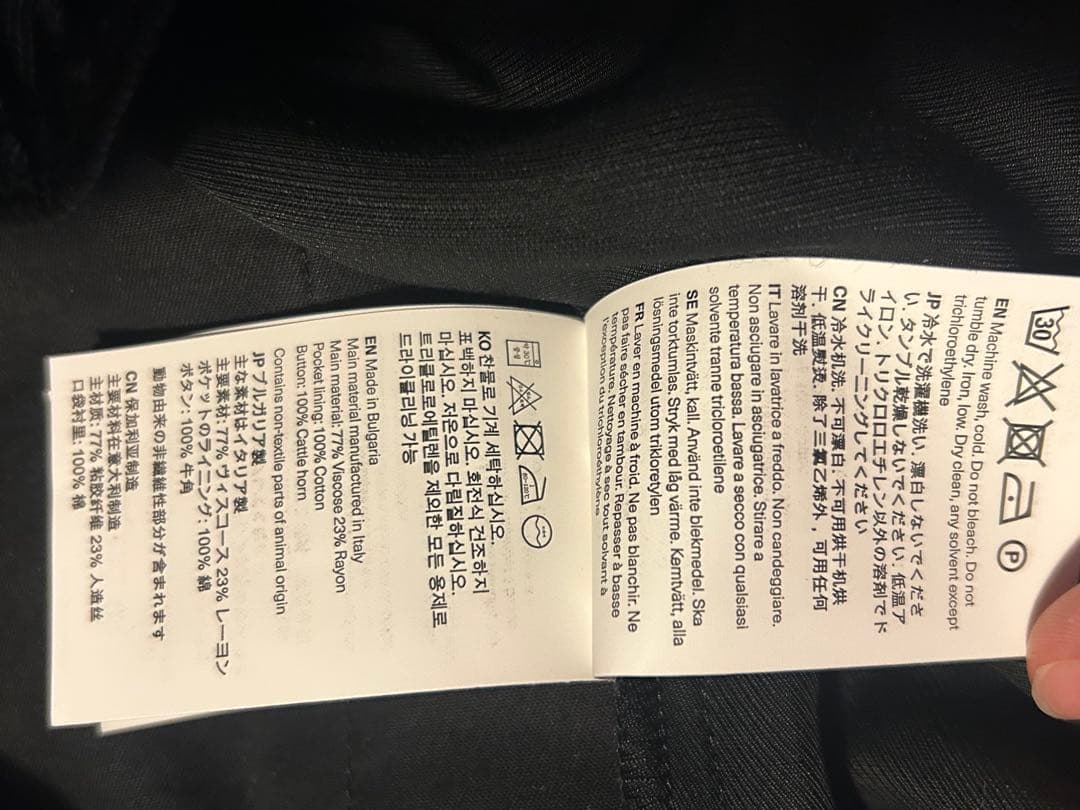 30
P
EN Machine wash, cold. Do not bleach. Do not
tumble dry. Iron, low. Dry clean, any solvent except
trichloroethylene
JP 冷水で洗濯機洗い. 漂白しないでくださ
い. タンブル乾燥しないでください. 低温ア
イロン. トリクロロエチレン以外の溶剤でド
ライクリーニングしてください
CN 冷水机洗. 不可漂白. 不可用烘干机烘
干. 低温熨烫. 除了三氯乙烯外，可用任何
溶剂干洗
IT Lavare in lavatrice a freddo. Non candeggiare.
Non asciugare in asciugatrice. Stirare a
temperatura bassa. Lavare a secco con qualsiasi
solvente tranne tricloroetilene
SE Maskintvätt, kall. Använd inte blekmedel. Ska
inte torktumlas. Stryk med låg värme. Kemtvätt, alla
lösningsmedel utom trikloretylen
FR Laver en machine à froid. Ne pas blanchir. Ne
pas faire sécher en tambour. Repasser à basse
température. Nettoyage à sec tout solvant à
l'exception du trichloroéthylène
KO 찬물로 기계 세탁하십시오.
표백하지 마십시오. 회전식 건조하지
마십시오. 저온으로 다림질하십시오.
트리클로로에틸렌을 제외한 모든 용제로
드라이클리닝 가능
EN Made in Bulgaria
Main material manufactured in Italy
Main material: 77% Viscose 23% Rayon
Pocket lining: 100% Cotton
Button: 100% Cattle horn
Contains non-textile parts of animal origin
JP ブルガリア製
主な素材はイタリア製
主要素材: 77% ヴィスコース 23% レーヨン
ポケットのライニング: 100% 綿
ボタン: 100% 牛角
動物由来の非繊維性部分が含まれます
CN 保加利亚制造
主要材料在意大利制造
主材质: 77% 粘胶纤维 23% 人造丝
口袋衬里: 100% 棉